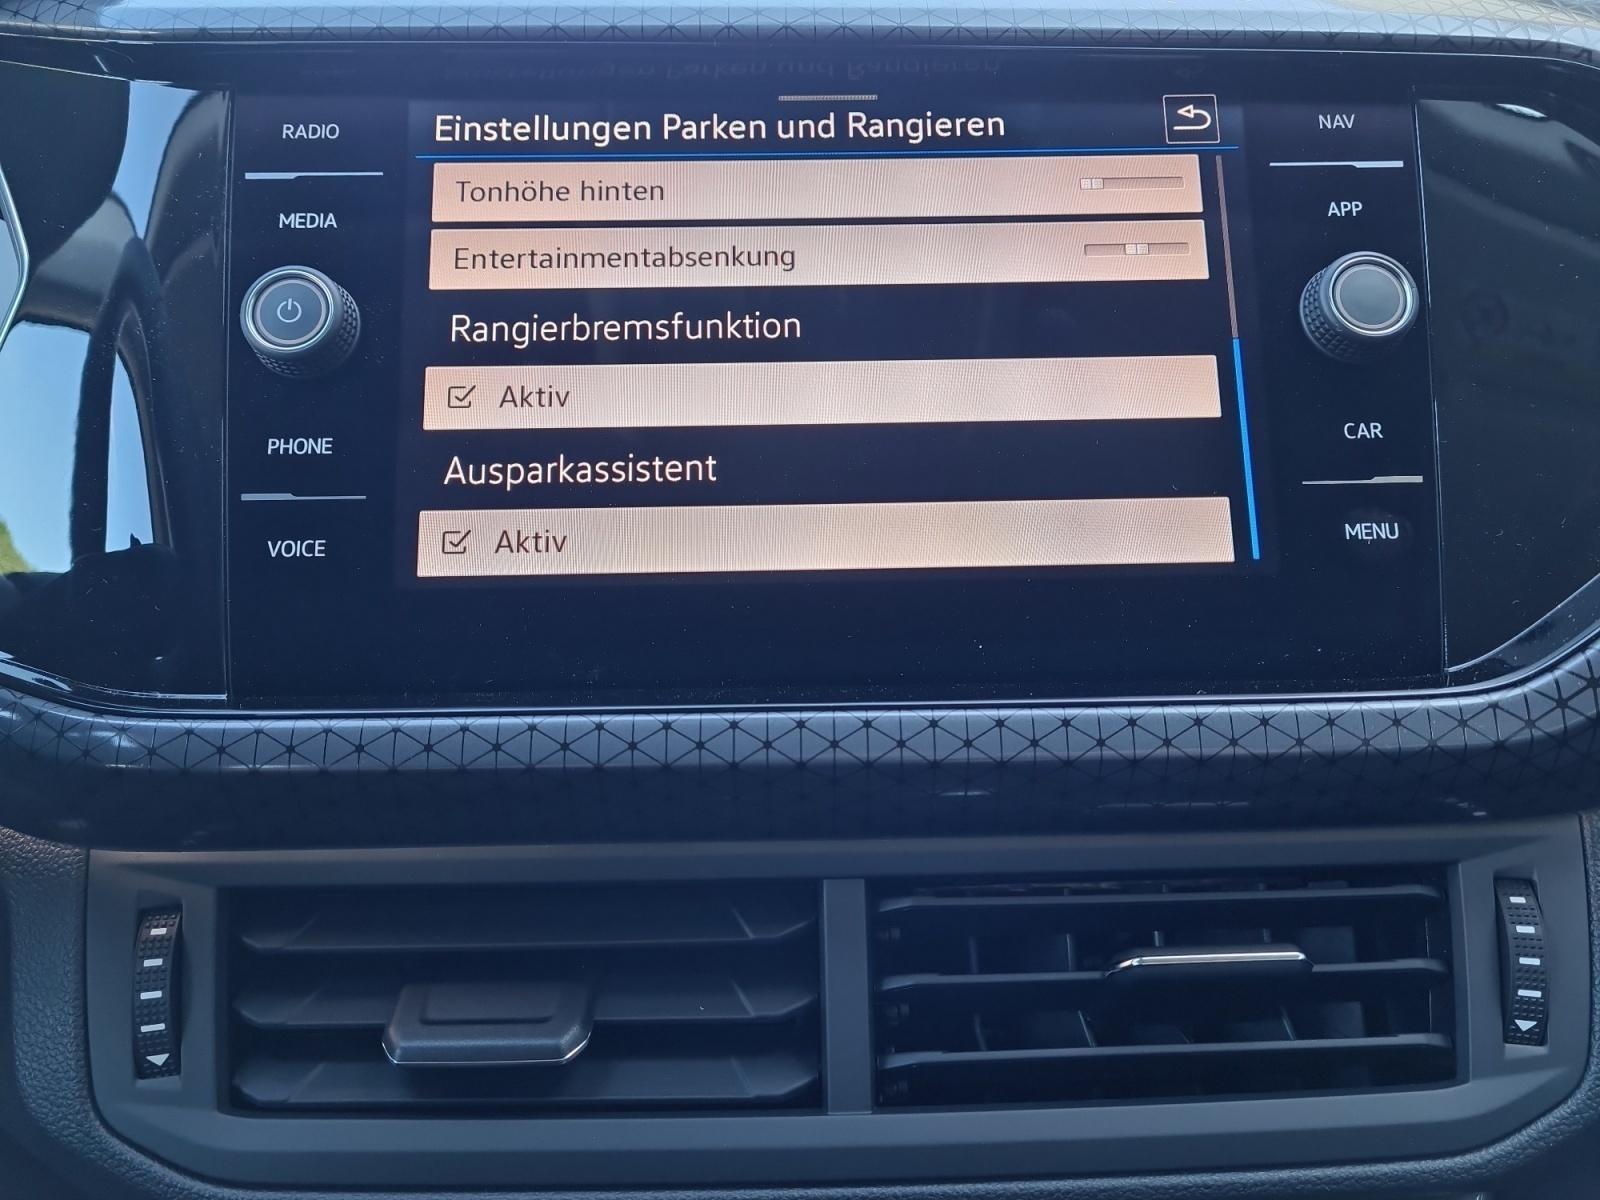 RADIO
MEDIA
PHONE
VOICE
Einstellungen Parken und Rangieren
Tonhöhe hinten
Entertainmentabsenkung
Rangierbremsfunktion
Aktiv
Ausparkassistent
Aktiv
NAV
APP
CAR
MENU